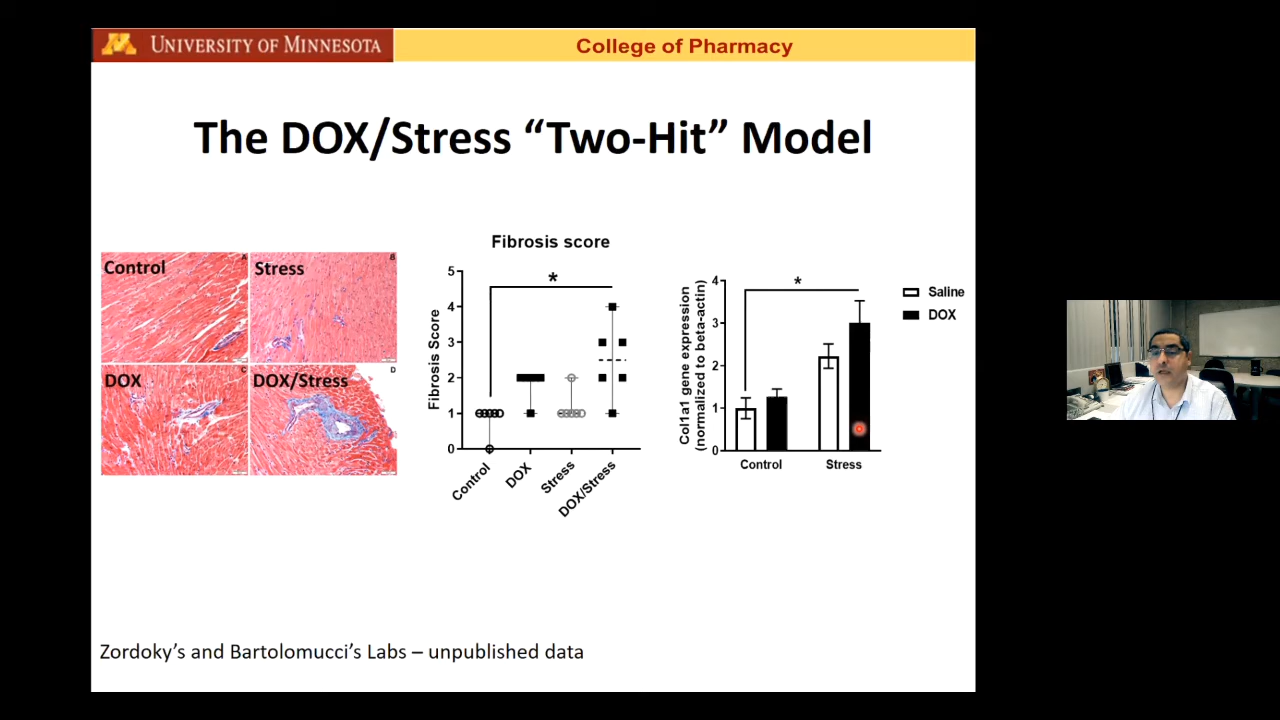 UNIVERSITY OF MINNESOTA
College of Pharmacy
The DOX/Stress “Two-Hit” Model
Control
A
Stress
B
DOX
C
DOX/Stress
D
Fibrosis score
*
Fibrosis Score
5
4
3
2
1
0
Control
DOX
Stress
DOX/Stress
*
Col1a1 gene expression
(normalized to beta-actin)
4
3
2
1
0
Control
Stress
Saline
DOX
Zordoky’s and Bartolomucci’s Labs – unpublished data